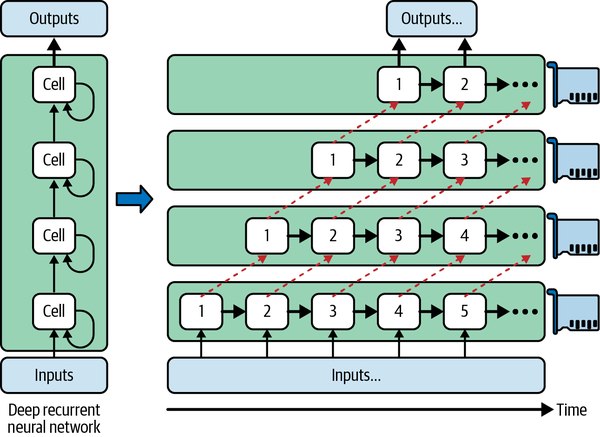 Outputs
Cell
Cell
Cell
Cell
Inputs
Deep recurrent
neural network
Outputs...
1 2
1 2 3
1 2 3 4
1 2 3 4 5
Inputs...
Time